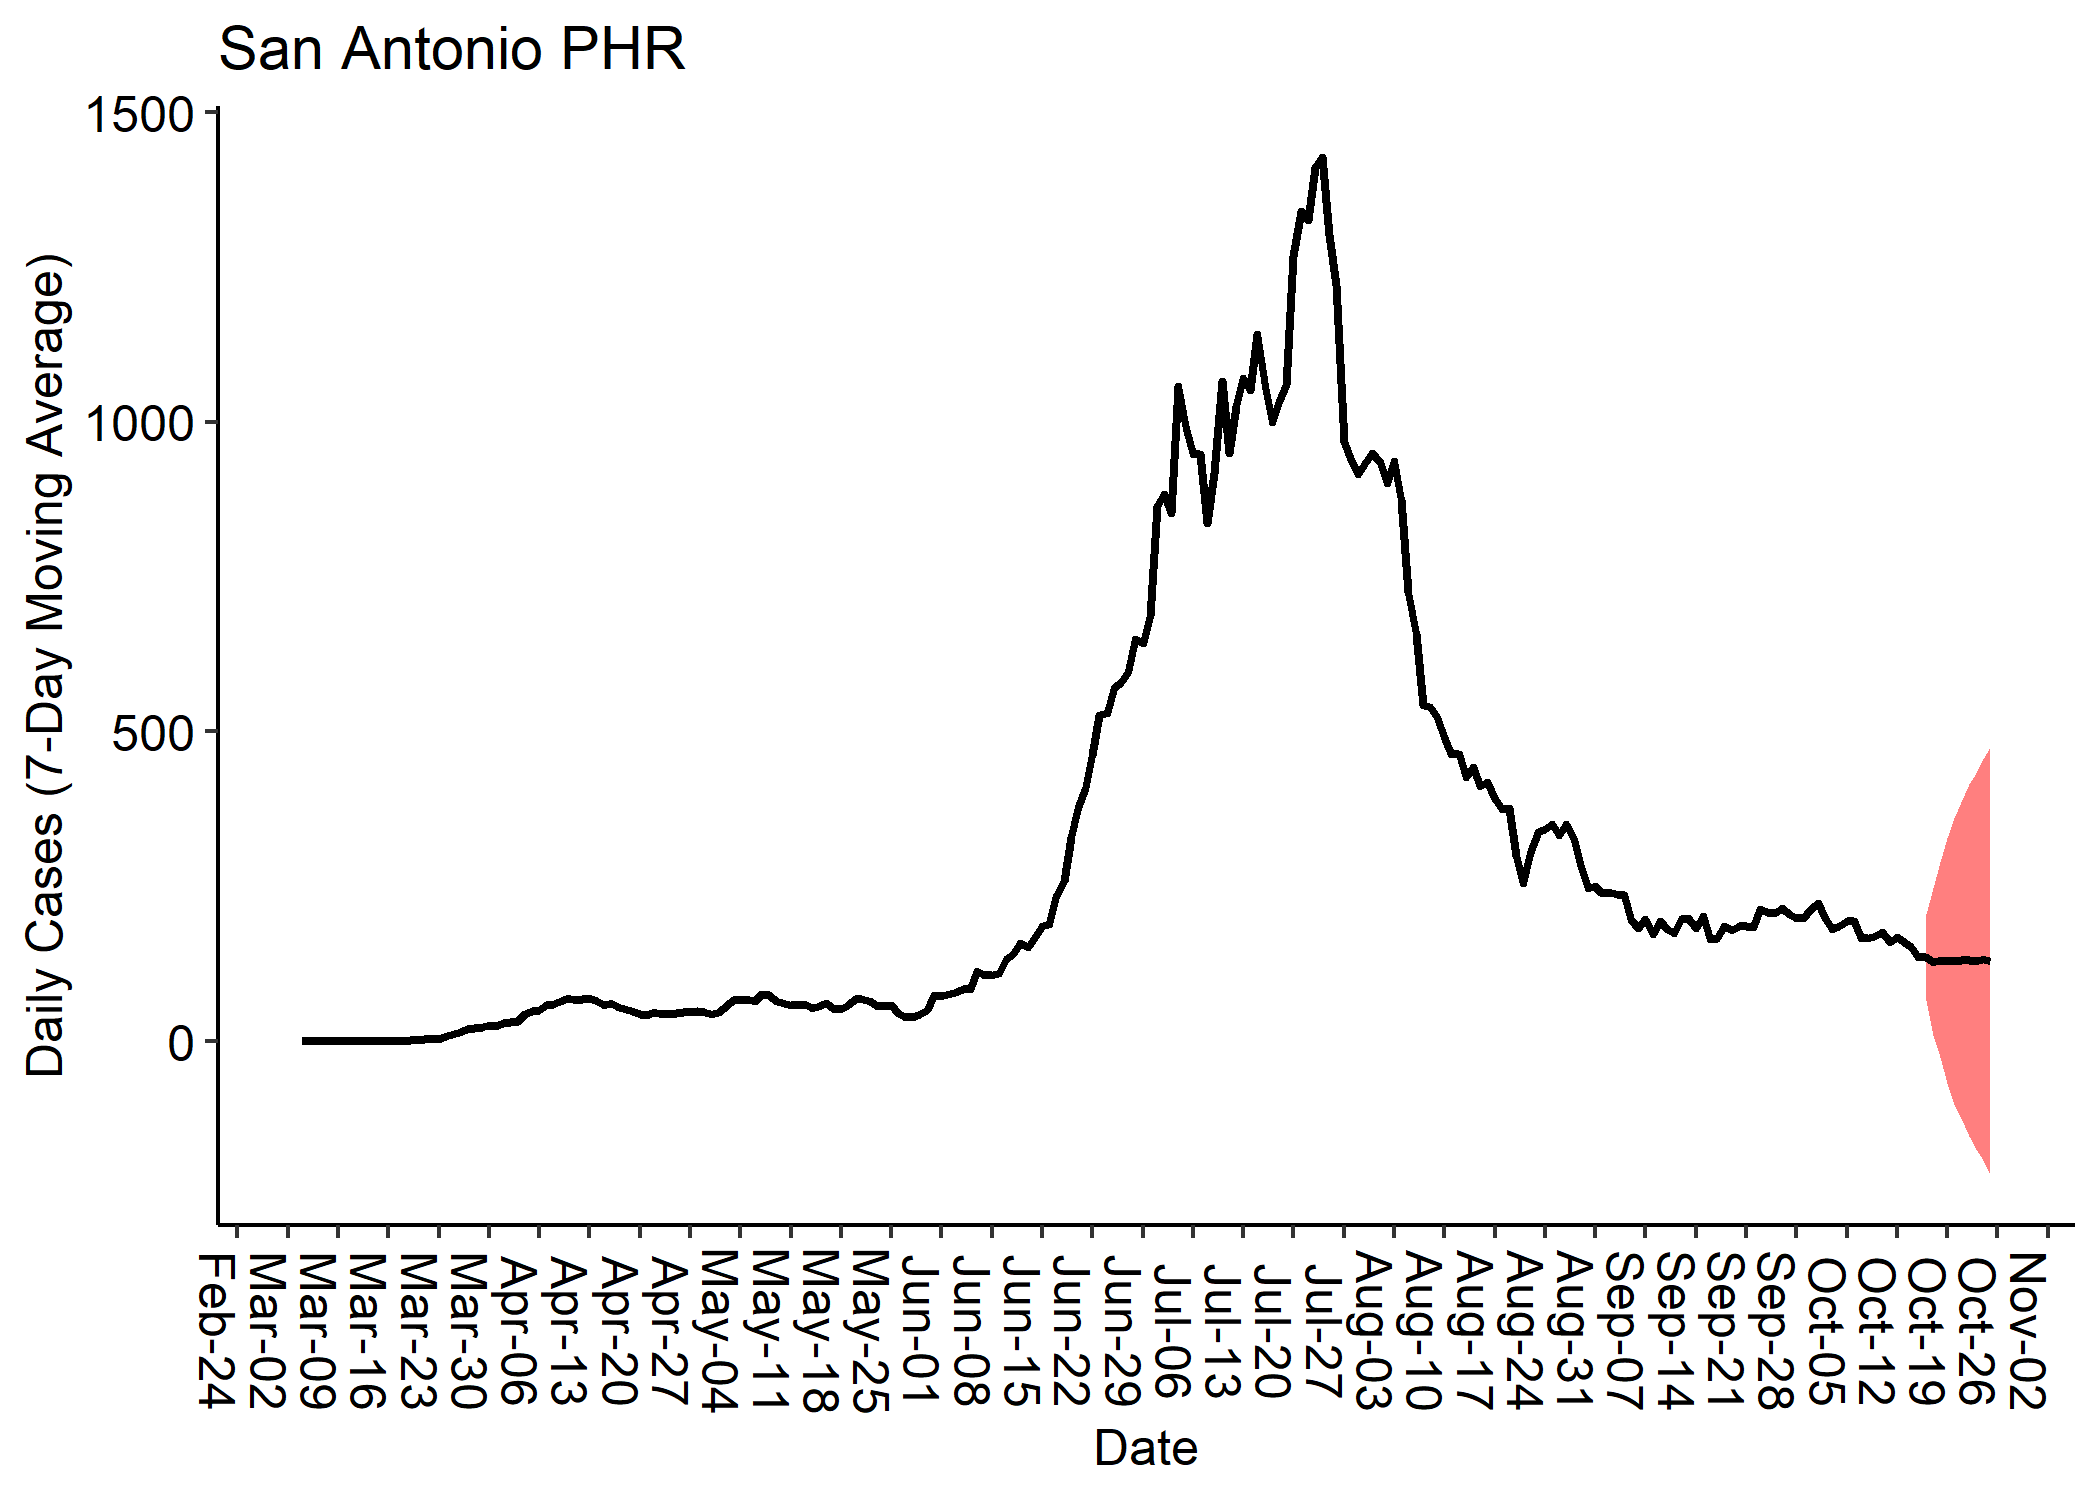 San Antonio PHR
1500
1000
500
0
Daily Cases (7-Day Moving Average)
Feb-24
Mar-02
Mar-09
Mar-16
Mar-23
Mar-30
Apr-06
Apr-13
Apr-20
Apr-27
May-04
May-11
May-18
May-25
Jun-01
Jun-08
Jun-15
Jun-22
Jun-29
Jul-06
Jul-13
Jul-20
Jul-27
Aug-03
Aug-10
Aug-17
Aug-24
Aug-31
Sep-07
Sep-14
Sep-21
Sep-28
Oct-05
Oct-12
Oct-19
Oct-26
Nov-02
Date